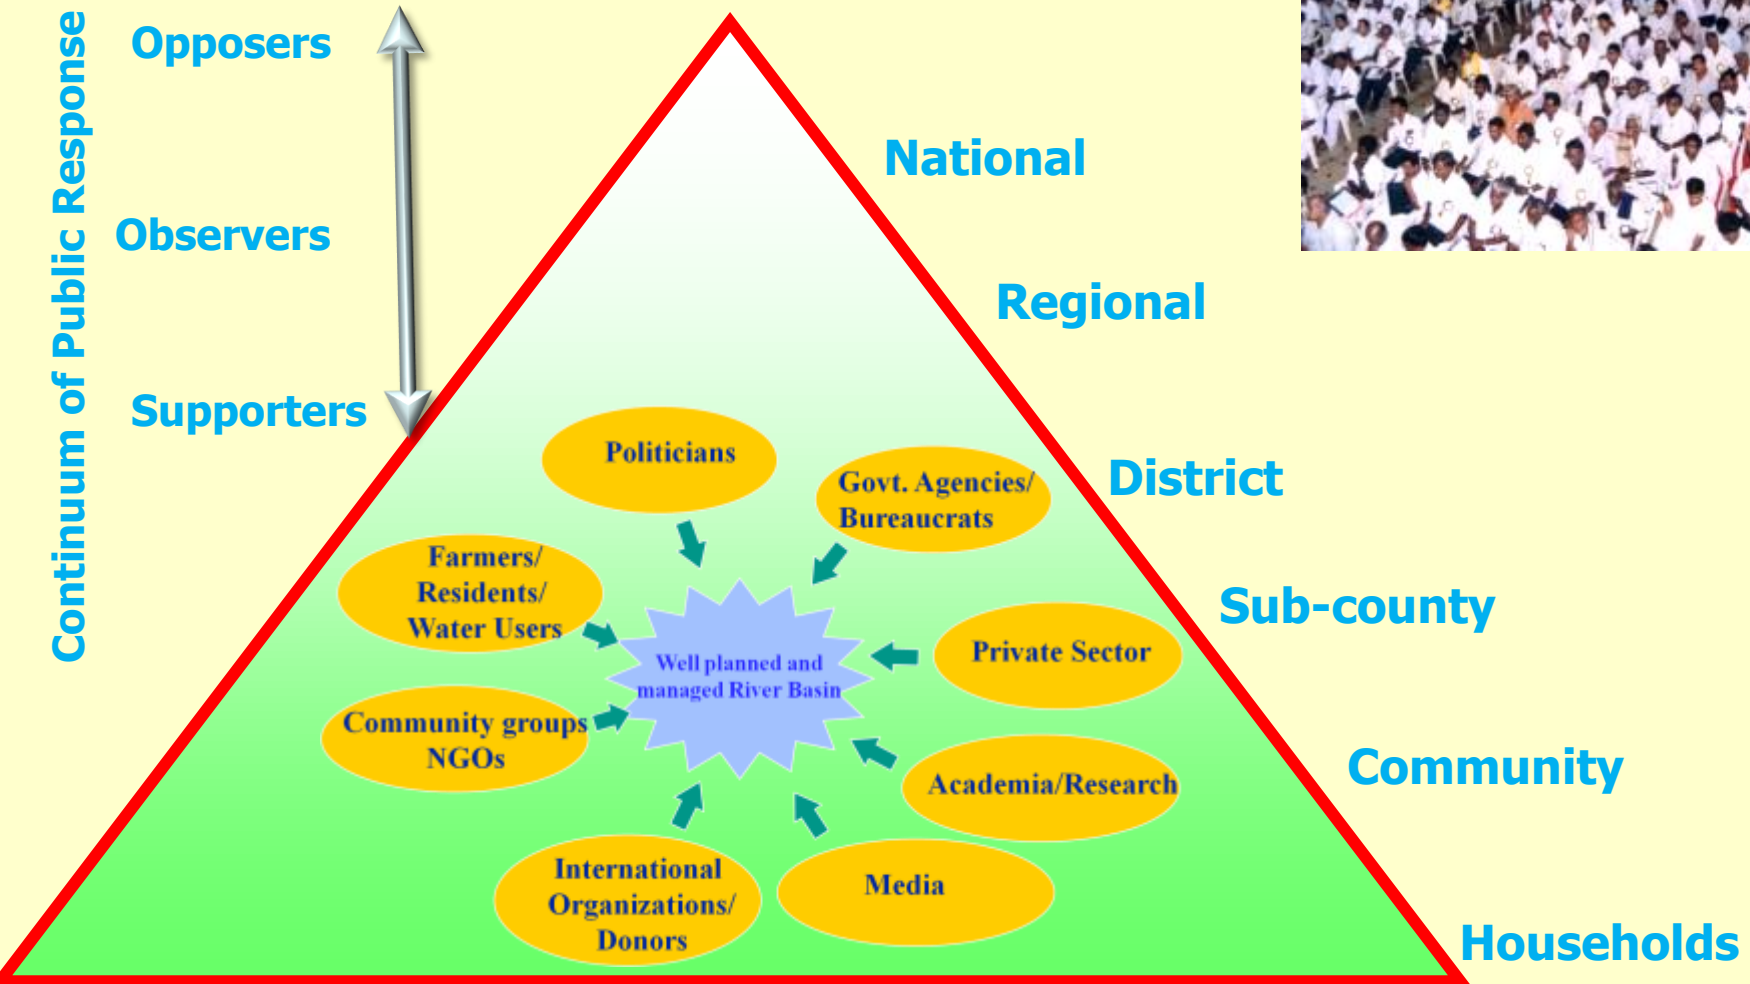 Continuum of Public Response
Opposers
Observers
Supporters
National
Regional
District
Sub-county
Community
Households
Politicians
Govt. Agencies/
Bureaucrats
Farmers/
Residents/
Water Users
Private Sector
Well planned and
managed River Basin
Community groups
NGOs
Academia/Research
International
Organizations/
Donors
Media